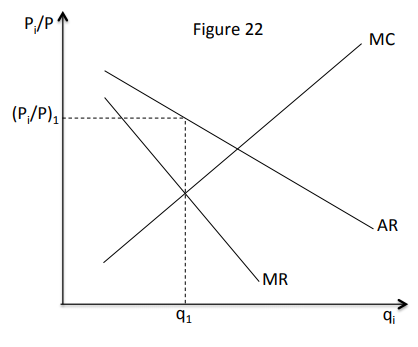 Pᵢ/P
Figure 22
MC
(Pᵢ/P)₁
AR
MR
q₁
qᵢ